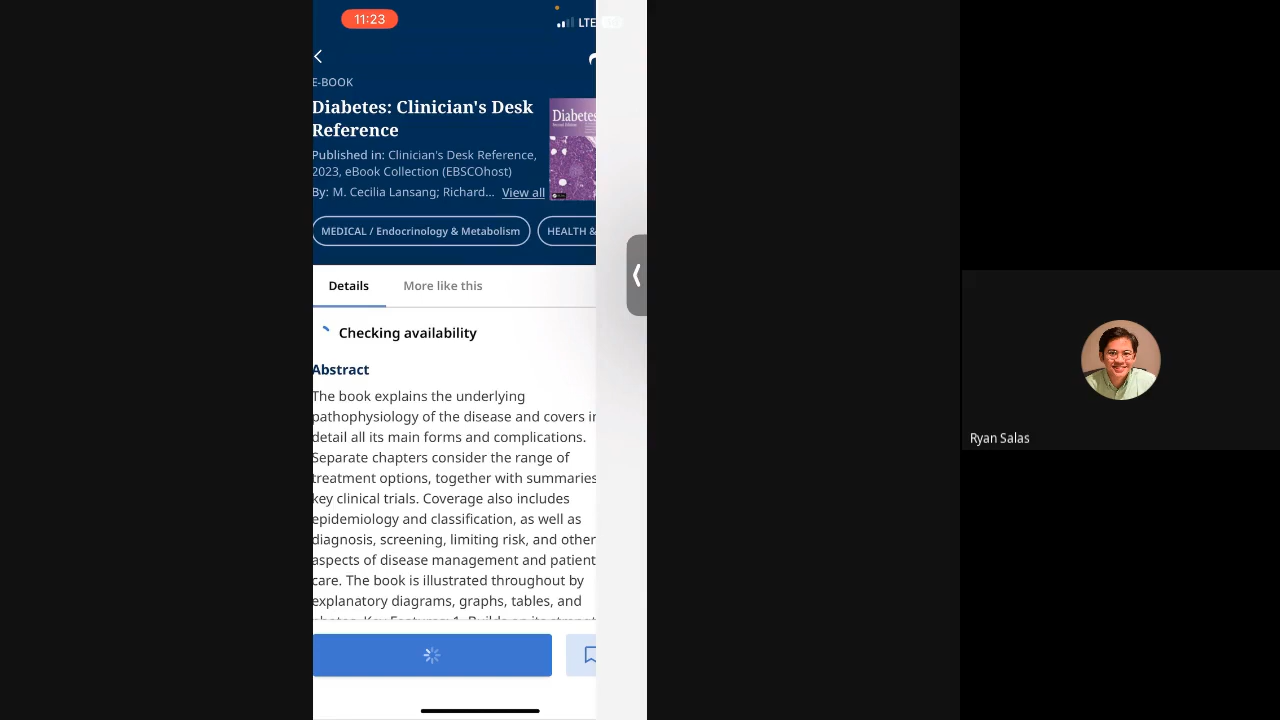 11:23
LTE
E-BOOK
Diabetes: Clinician's Desk
Reference
Diabetes
Published in: Clinician's Desk Reference,
2023, eBook Collection (EBSCOhost)
By: M. Cecilia Lansang; Richard... View all
MEDICAL / Endocrinology & Metabolism
HEALTH &
Details
More like this
Checking availability
Abstract
The book explains the underlying
pathophysiology of the disease and covers in
detail all its main forms and complications.
Separate chapters consider the range of
treatment options, together with summaries
key clinical trials. Coverage also includes
epidemiology and classification, as well as
diagnosis, screening, limiting risk, and other
aspects of disease management and patient
care. The book is illustrated throughout by
explanatory diagrams, graphs, tables, and
Ryan Salas